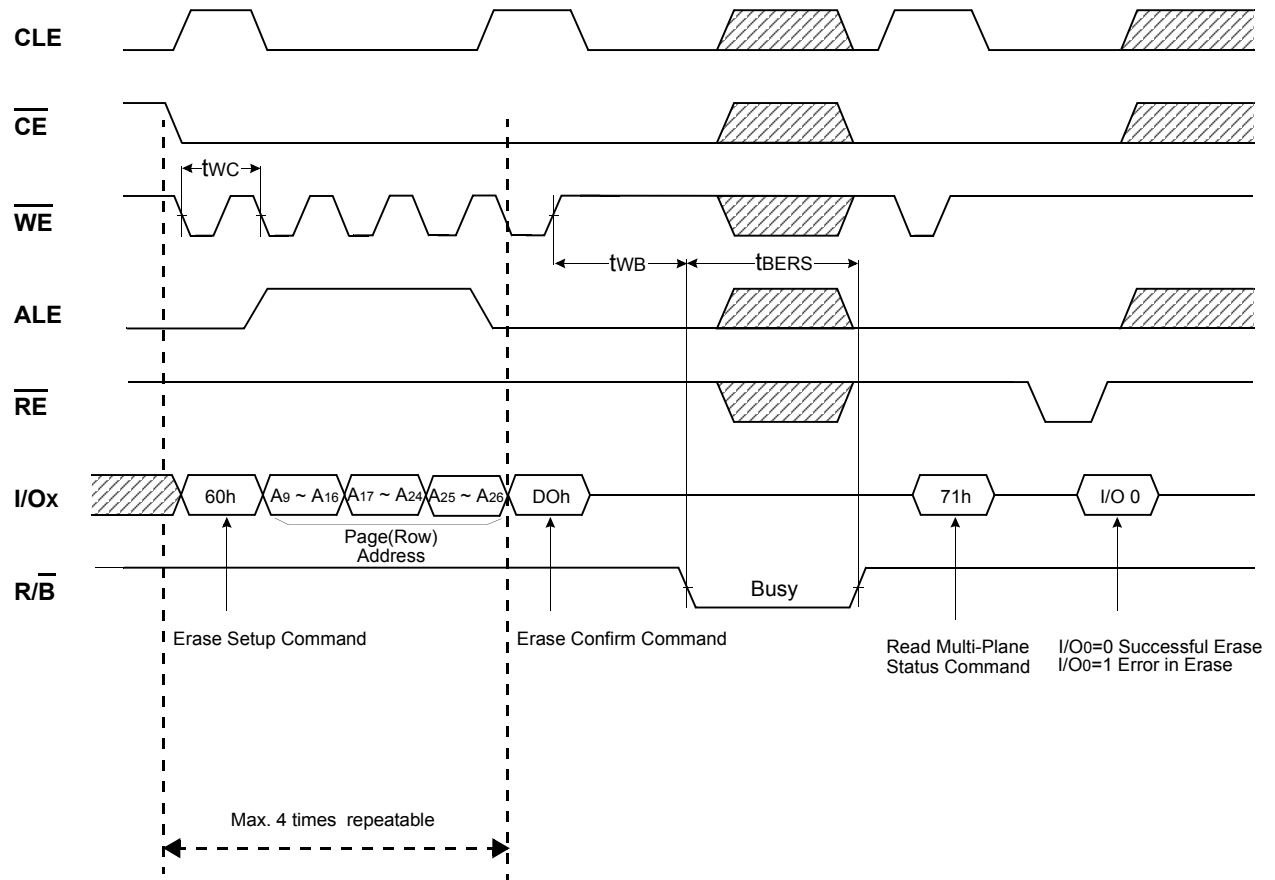 CLE
CE
tWC
WE
tWB
tBERS
ALE
RE
I/Ox
60h
A9 ~ A16
A17 ~ A24
A25 ~ A26
DOh
71h
I/O 0
Page(Row)
Address
R/B
Busy
Erase Setup Command
Erase Confirm Command
Read Multi-Plane
Status Command
I/O0=0 Successful Erase
I/O0=1 Error in Erase
Max. 4 times repeatable